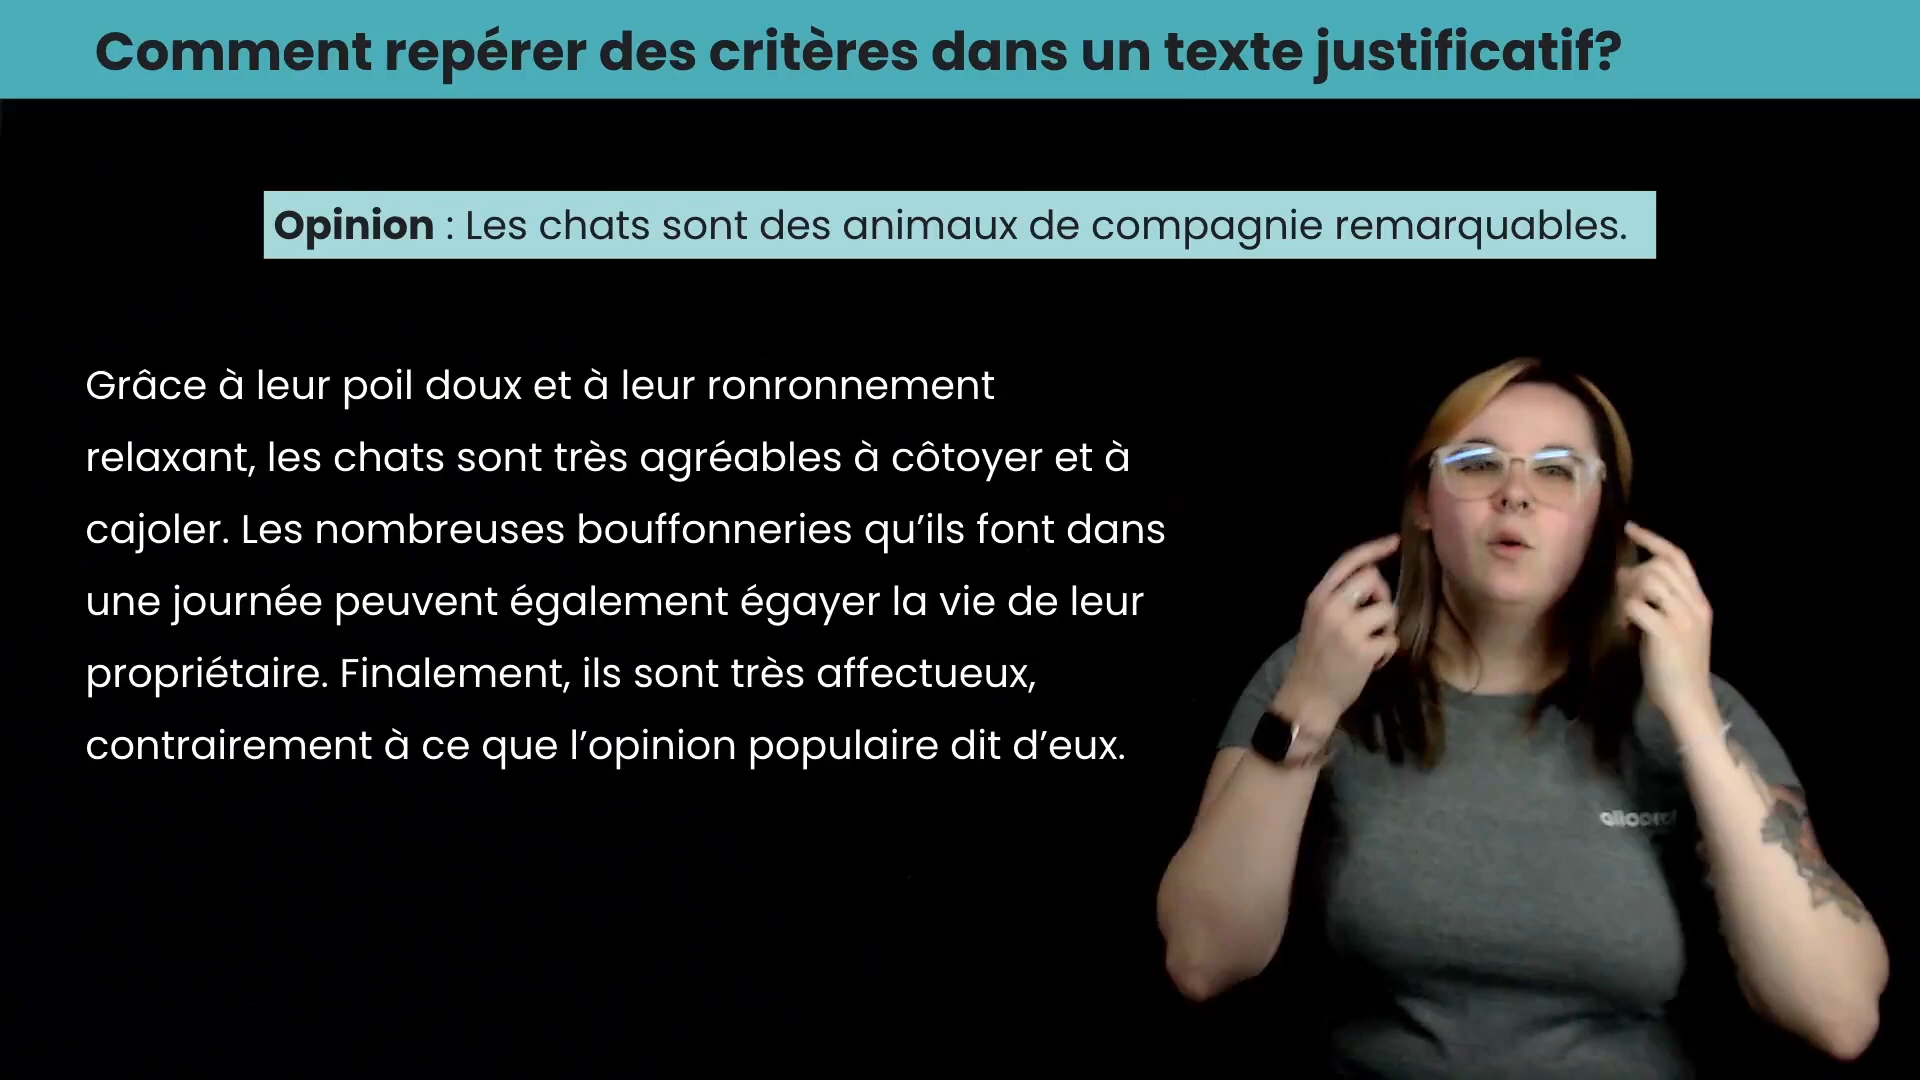 Comment repérer des critères dans un texte justificatif?
Opinion : Les chats sont des animaux de compagnie remarquables.
Grâce à leur poil doux et à leur ronronnement
relaxant, les chats sont très agréables à côtoyer et à
cajoler. Les nombreuses bouffonneries qu’ils font dans
une journée peuvent également égayer la vie de leur
propriétaire. Finalement, ils sont très affectueux,
contrairement à ce que l’opinion populaire dit d’eux.
alloprof